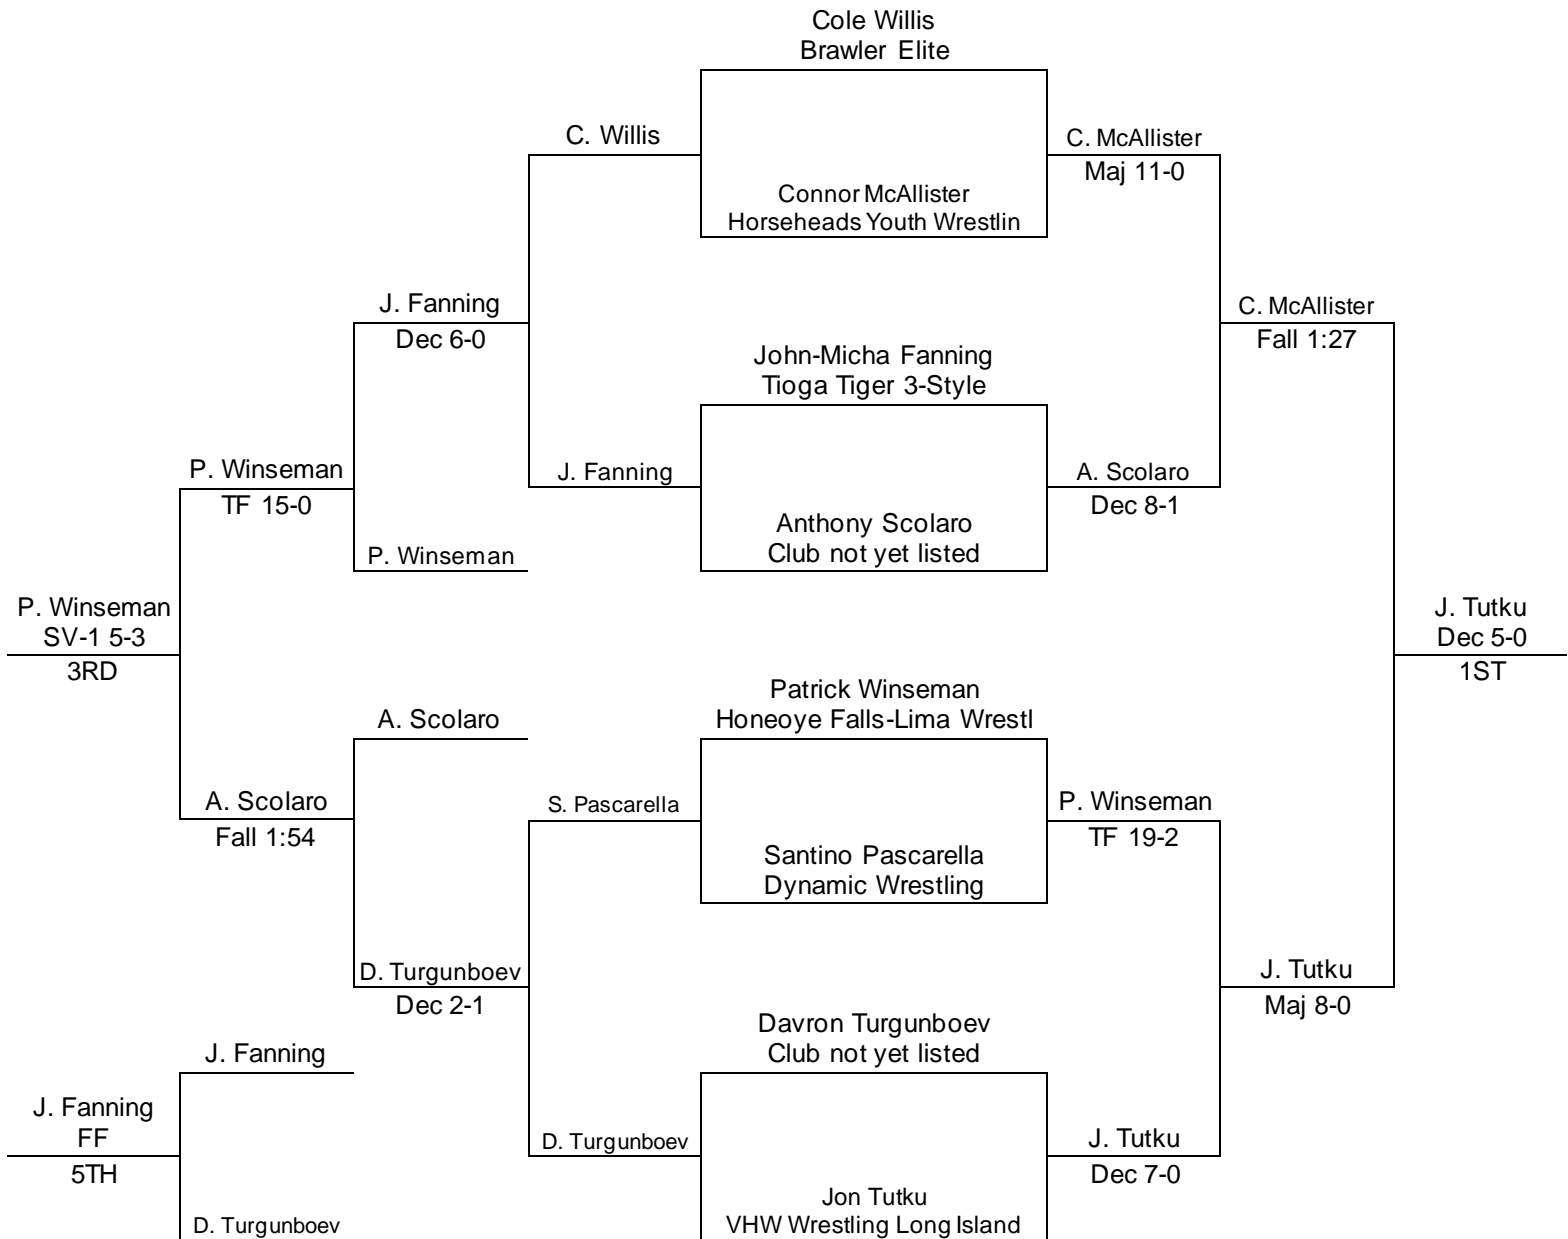 Cole Willis
Brawler Elite
C. Willis
C. McAllister
Maj 11-0
Connor McAllister
Horseheads Youth Wrestlin
J. Fanning
Dec 6-0
C. McAllister
Fall 1:27
John-Micha Fanning
Tioga Tiger 3-Style
P. Winseman
TF 15-0
J. Fanning
A. Scolaro
Dec 8-1
Anthony Scolaro
Club not yet listed
P. Winseman
P. Winseman
SV-1 5-3
3RD
J. Tutku
Dec 5-0
1ST
Patrick Winseman
Honeoye Falls-Lima Wrestl
A. Scolaro
S. Pascarella
P. Winseman
TF 19-2
A. Scolaro
Fall 1:54
Santino Pascarella
Dynamic Wrestling
D. Turgunboev
Dec 2-1
J. Tutku
Maj 8-0
Davron Turgunboev
Club not yet listed
J. Fanning
J. Fanning
FF
5TH
D. Turgunboev
J. Tutku
Dec 7-0
Jon Tutku
VHW Wrestling Long Island
D. Turgunboev